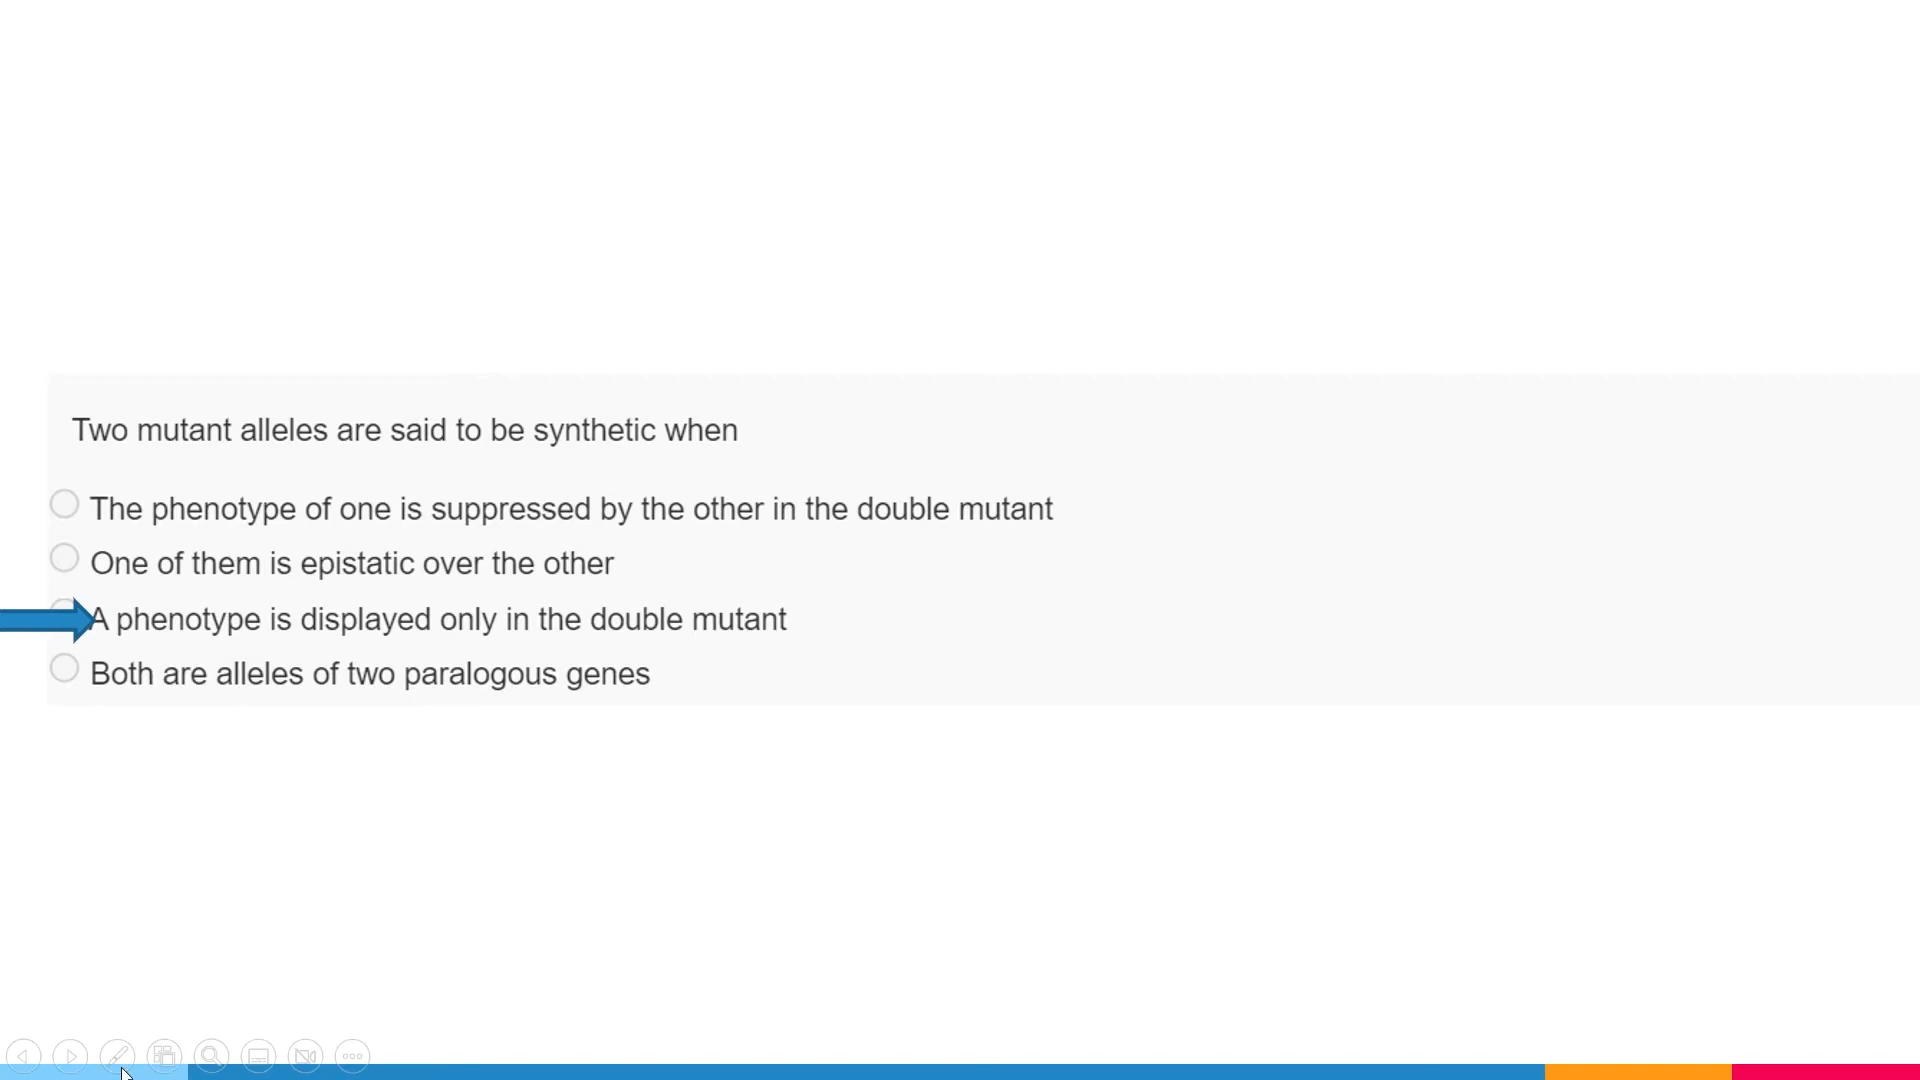 Two mutant alleles are said to be synthetic when
The phenotype of one is suppressed by the other in the double mutant
One of them is epistatic over the other
A phenotype is displayed only in the double mutant
Both are alleles of two paralogous genes